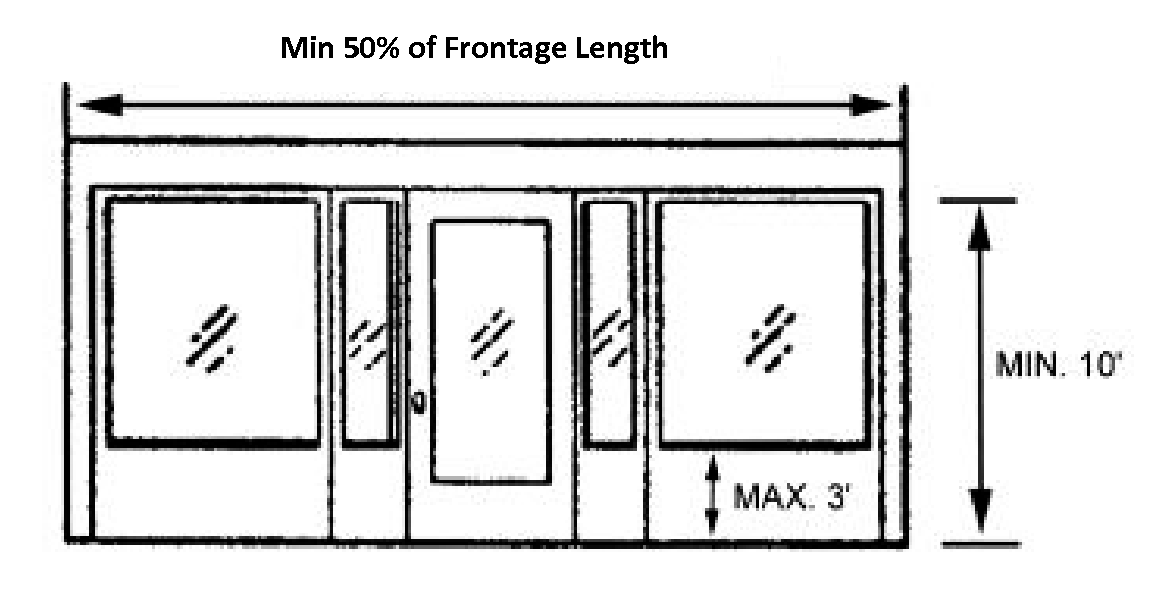 Min 50% of Frontage Length
MIN. 10'
MAX. 3'